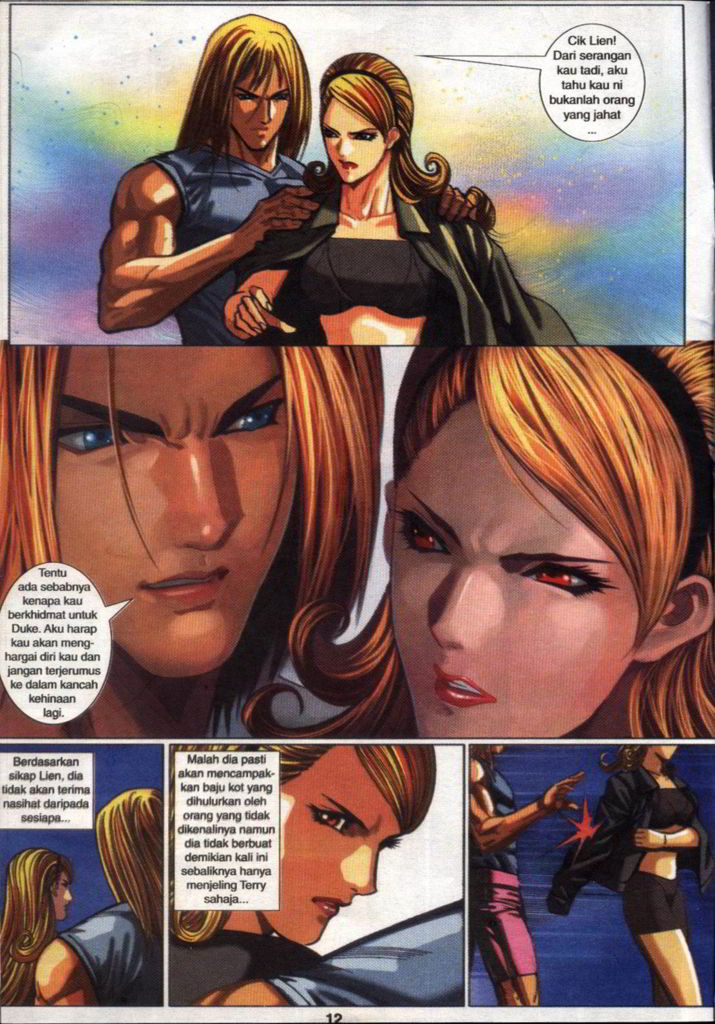 Cik Lien!
Dari serangan
kau tadi, aku
tahu kau ni
bukanlah orang
yang jahat
...
Tentu
ada sebabnya
kenapa kau
berkhidmat untuk
Duke. Aku harap
kau akan meng-
hargai diri kau dan
jangan terjerumus
ke dalam kancah
kehinaan
lagi.
Berdasarkan
sikap Lien, dia
tidak akan terima
nasihat daripada
sesiapa...
Malah dia pasti
akan mencampak-
kan baju kot yang
dihulurkan oleh
orang yang tidak
dikenalinya namun
dia tidak berbuat
demikian kali ini
sebaliknya hanya
menjeling Terry
sahaja...
12